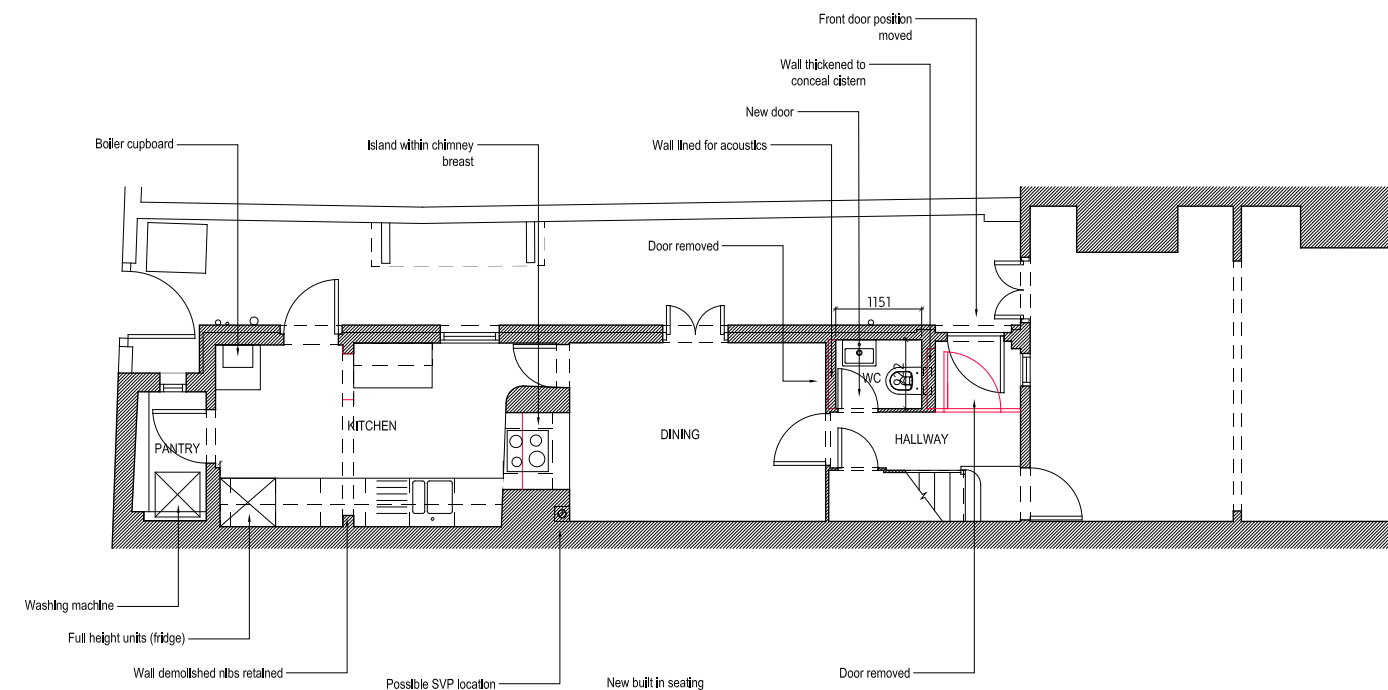 Front door position
moved
Wall thickened to
conceal cistern
New door
Boiler cupboard
Island within chimney
breast
Wall lined for acoustics
Door removed
1151
WC
KITCHEN
DINING
HALLWAY
PANTRY
Washing machine
Full height units (fridge)
Wall demolished nibs retained
Possible SVP location
New built in seating
Door removed